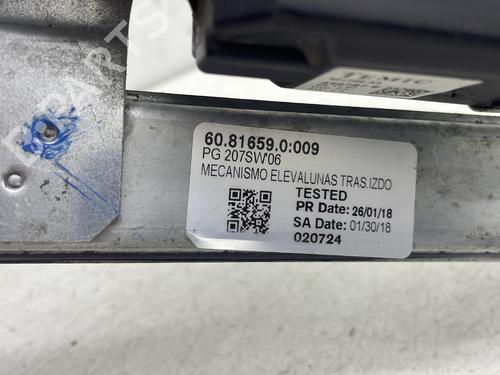 TEMIC
60.81659.0:009
PG 207SW'06
MECANISMO ELEVALUNAS TRAS.IZDO
TESTED
PR Date: 26/01/18
SA Date: 01/30/18
020724